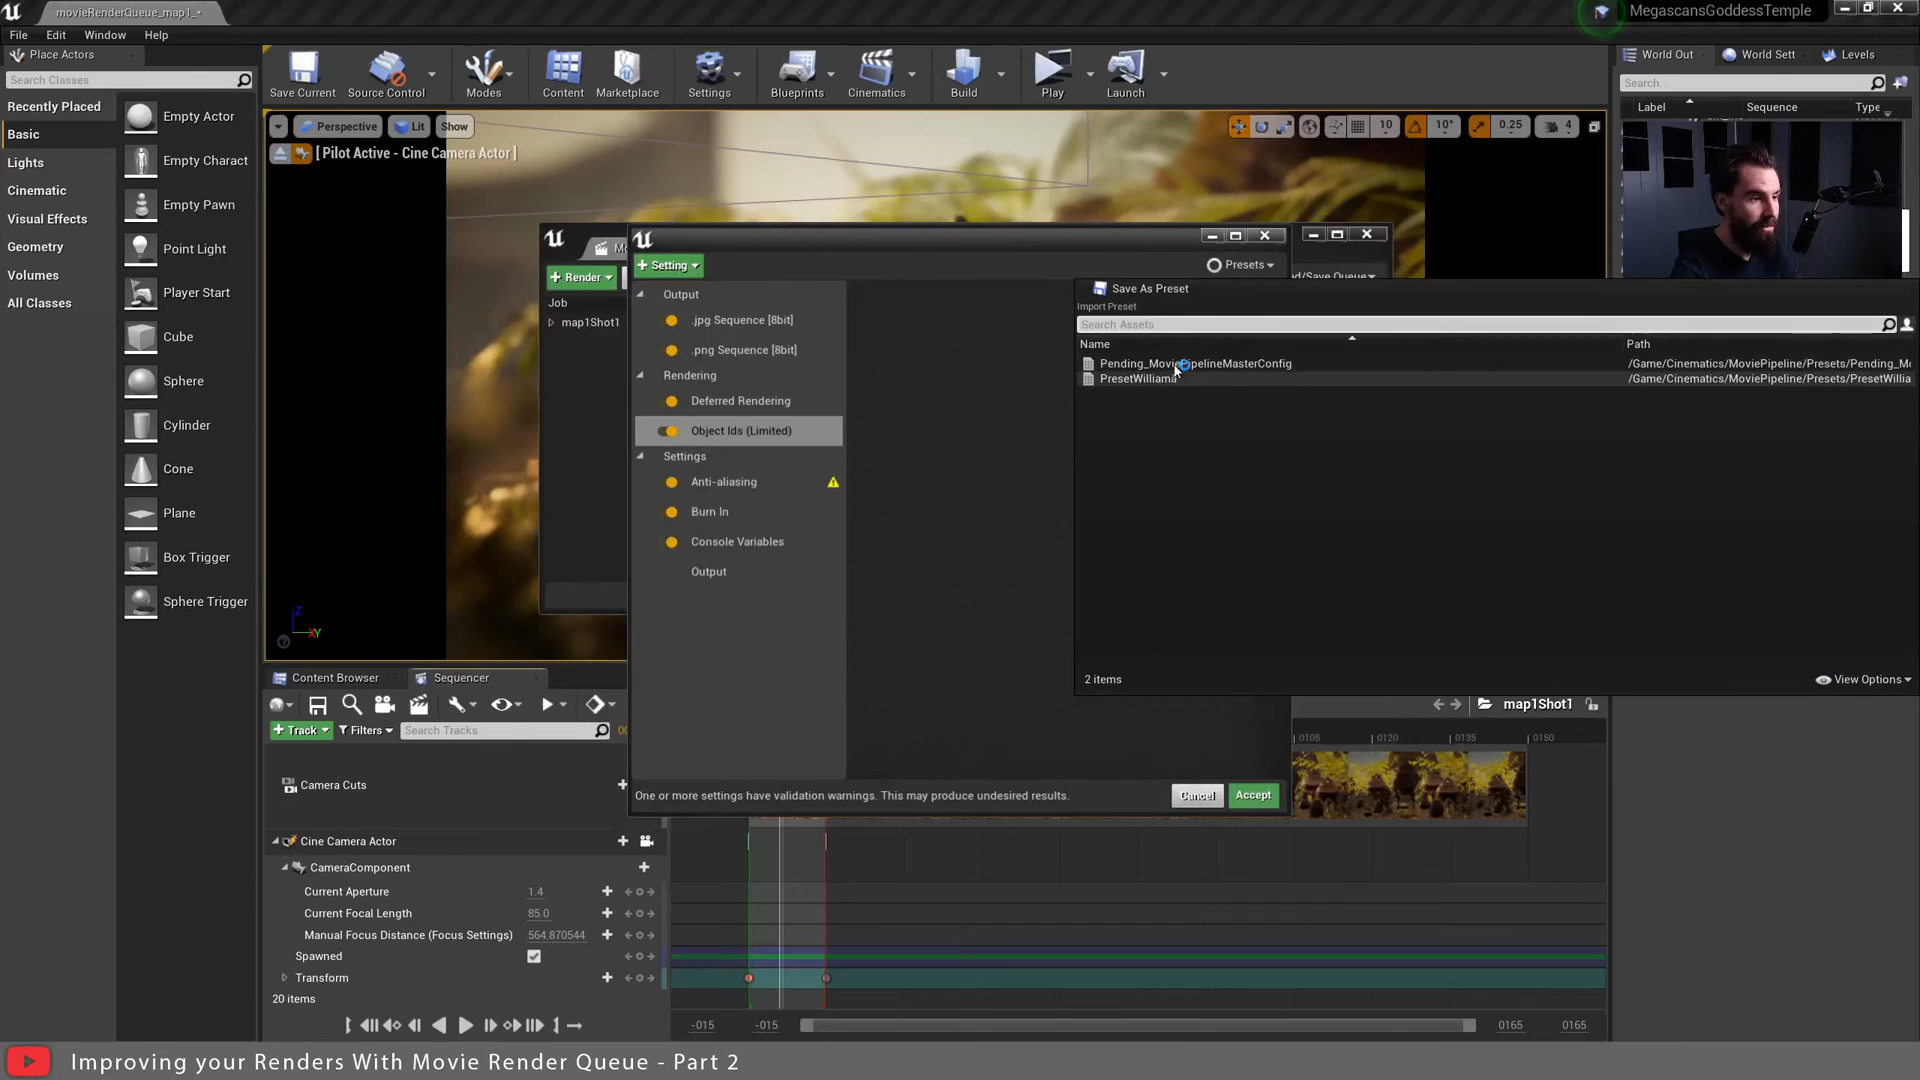 movieRenderQueue_map1_•
MegascansGoddessTemple
File Edit Window Help
Place Actors
Search Classes
Recently Placed
Basic
Lights
Cinematic
Visual Effects
Geometry
Volumes
All Classes
Empty Actor
Empty Charact
Empty Pawn
Point Light
Player Start
Cube
Sphere
Cylinder
Cone
Plane
Box Trigger
Sphere Trigger
Save Current Source Control Modes Content Marketplace Settings Blueprints Cinematics Build Play Launch
Perspective Lit Show
10 10° 0.25 4
[ Pilot Active - Cine Camera Actor ]
World Out World Sett Levels
Search...
Label Sequence Type
Render
Job
map1Shot1
Setting
Presets
d/Save Queue
Output
.jpg Sequence [8bit]
.png Sequence [8bit]
Rendering
Deferred Rendering
Object Ids (Limited)
Settings
Anti-aliasing
Burn In
Console Variables
Output
Save As Preset
Import Preset
Search Assets
Name Path
Pending_MoviePipelineMasterConfig /Game/Cinematics/MoviePipeline/Presets/Pending_Mo
PresetWilliama /Game/Cinematics/MoviePipeline/Presets/PresetWillia
2 items
View Options
One or more settings have validation warnings. This may produce undesired results.
Cancel Accept
Z
X Y
Content Browser Sequencer
map1Shot1
Track Filters Search Tracks
0105 0120 0135 0150
Camera Cuts
Cine Camera Actor
CameraComponent
Current Aperture 1.4
Current Focal Length 85.0
Manual Focus Distance (Focus Settings) 564.870544
Spawned
Transform
20 items
-015 -015 0165 0165
Improving your Renders With Movie Render Queue - Part 2